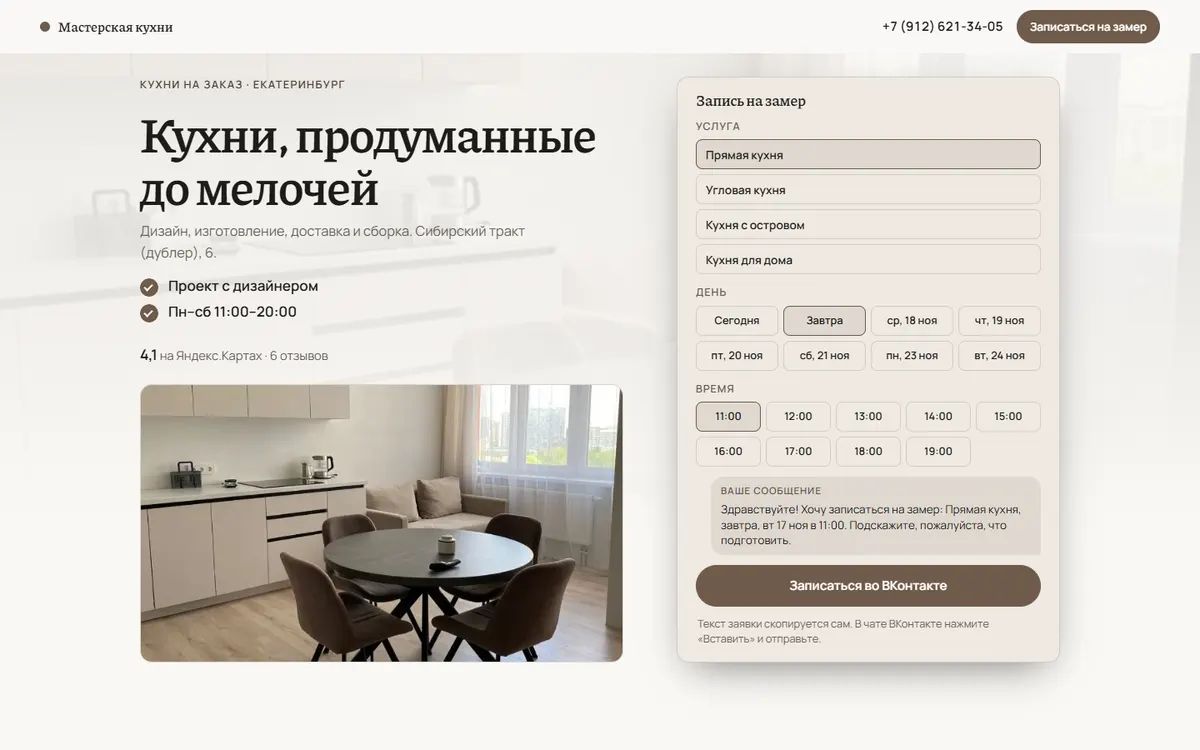 Мастерская кухни
+7 (912) 621-34-05
Записаться на замер
КУХНИ НА ЗАКАЗ · ЕКАТЕРИНБУРГ
Кухни, продуманные
до мелочей
Дизайн, изготовление, доставка и сборка. Сибирский тракт
(дублер), 6.
Проект с дизайнером
Пн–сб 11:00–20:00
4,1 на Яндекс.Картах · 6 отзывов
Запись на замер
УСЛУГА
Прямая кухня
Угловая кухня
Кухня с островом
Кухня для дома
ДЕНЬ
Сегодня
Завтра
ср, 18 ноя
чт, 19 ноя
пт, 20 ноя
сб, 21 ноя
пн, 23 ноя
вт, 24 ноя
ВРЕМЯ
11:00
12:00
13:00
14:00
15:00
16:00
17:00
18:00
19:00
ВАШЕ СООБЩЕНИЕ
Здравствуйте! Хочу записаться на замер: Прямая кухня,
завтра, вт 17 ноя в 11:00. Подскажите, пожалуйста, что
подготовить.
Записаться во ВКонтакте
Текст заявки скопируется сам. В чате ВКонтакте нажмите
«Вставить» и отправьте.